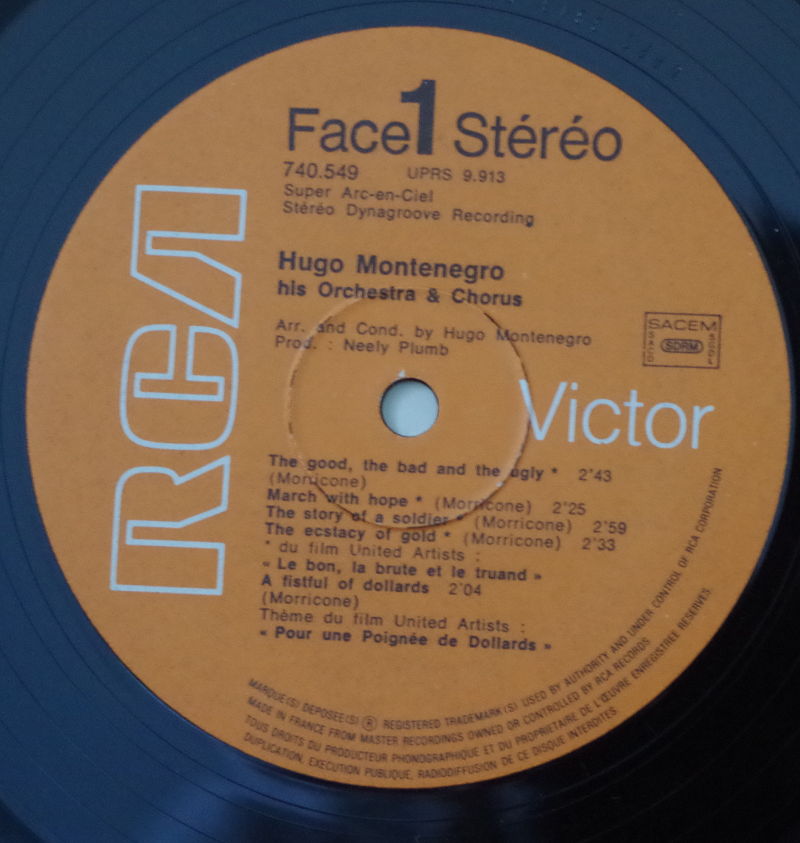 Face 1 Stéréo
740.549 UPRS 9.913
Super Arc-en-Ciel
Stéréo Dynagroove Recording
RCA
Hugo Montenegro
his Orchestra & Chorus
Arr. and Cond. by Hugo Montenegro
Prod. : Neely Plumb
SACEM
SACD SDRM SGDL
Victor
The good, the bad and the ugly * 2'43
(Morricone)
March with hope * (Morricone) 2'25
The story of a soldier * (Morricone) 2'59
The ecstacy of gold * (Morricone) 2'33
* du film United Artists :
« Le bon, la brute et le truand »
A fistful of dollards 2'04
(Morricone)
Thème du film United Artists :
« Pour une Poignée de Dollards »
MARQUE(S) DEPOSEE(S) ® REGISTERED TRADEMARK(S) USED BY AUTHORITY AND UNDER CONTROL OF RCA CORPORATION
MADE IN FRANCE FROM MASTER RECORDINGS OWNED OR CONTROLLED BY RCA RECORDS
TOUS DROITS DU PRODUCTEUR PHONOGRAPHIQUE ET DU PROPRIETAIRE DE L'ŒUVRE ENREGISTREE RESERVES
DUPLICATION, EXECUTION PUBLIQUE, RADIODIFFUSION DE CE DISQUE INTERDITES